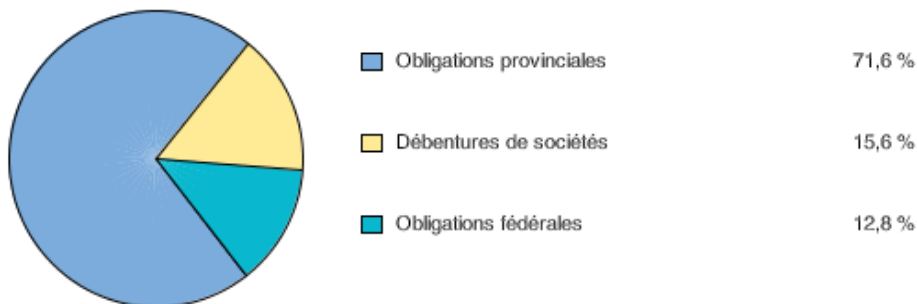 Obligations provinciales 71,6 %
Débentures de sociétés 15,6 %
Obligations fédérales 12,8 %